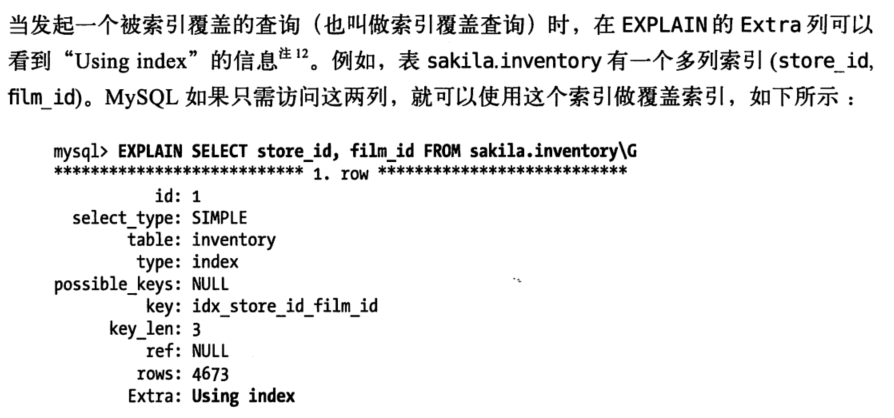 当发起一个被索引覆盖的查询（也叫做索引覆盖查询）时，在 EXPLAIN 的 Extra 列可以
看到“Using index”的信息注12。例如，表 sakila.inventory 有一个多列索引 (store_id,
film_id)。MySQL 如果只需访问这两列，就可以使用这个索引做覆盖索引，如下所示：
mysql> EXPLAIN SELECT store_id, film_id FROM sakila.inventory\G
*************************** 1. row ***************************
id: 1
select_type: SIMPLE
table: inventory
type: index
possible_keys: NULL
key: idx_store_id_film_id
key_len: 3
ref: NULL
rows: 4673
Extra: Using index